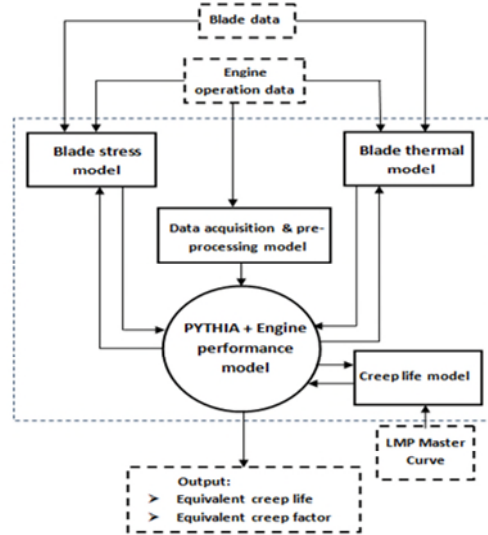 Blade data
Engine
operation data
Blade stress
model
Blade thermal
model
Data acquisition & pre-
processing model
PYTHIA + Engine
performance
model
Creep life model
LMP Master
Curve
Output:
➢ Equivalent creep life
➢ Equivalent creep factor